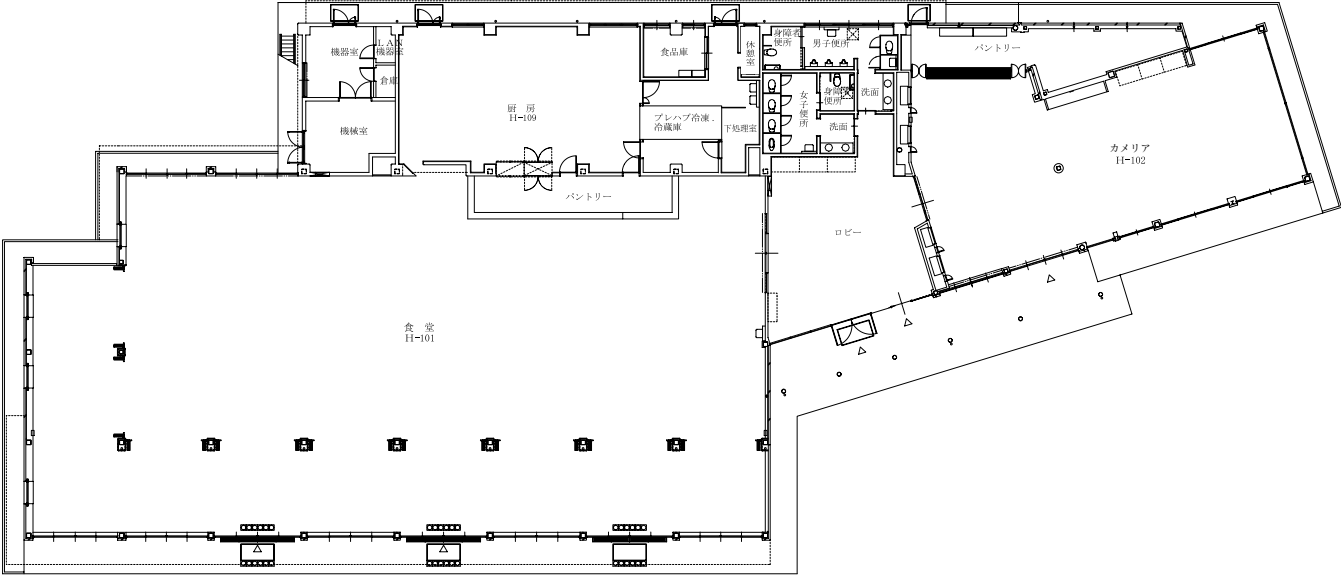 機器室
LAN
機器室
倉庫
機械室
厨 房
H-109
食品庫
休憩室
プレハブ冷凍、
冷蔵庫
下処理室
身障者
便所
男子便所
女子便所
身障者
便所
洗面
洗面
パントリー
カメリア
H-102
パントリー
ロビー
食 堂
H-101